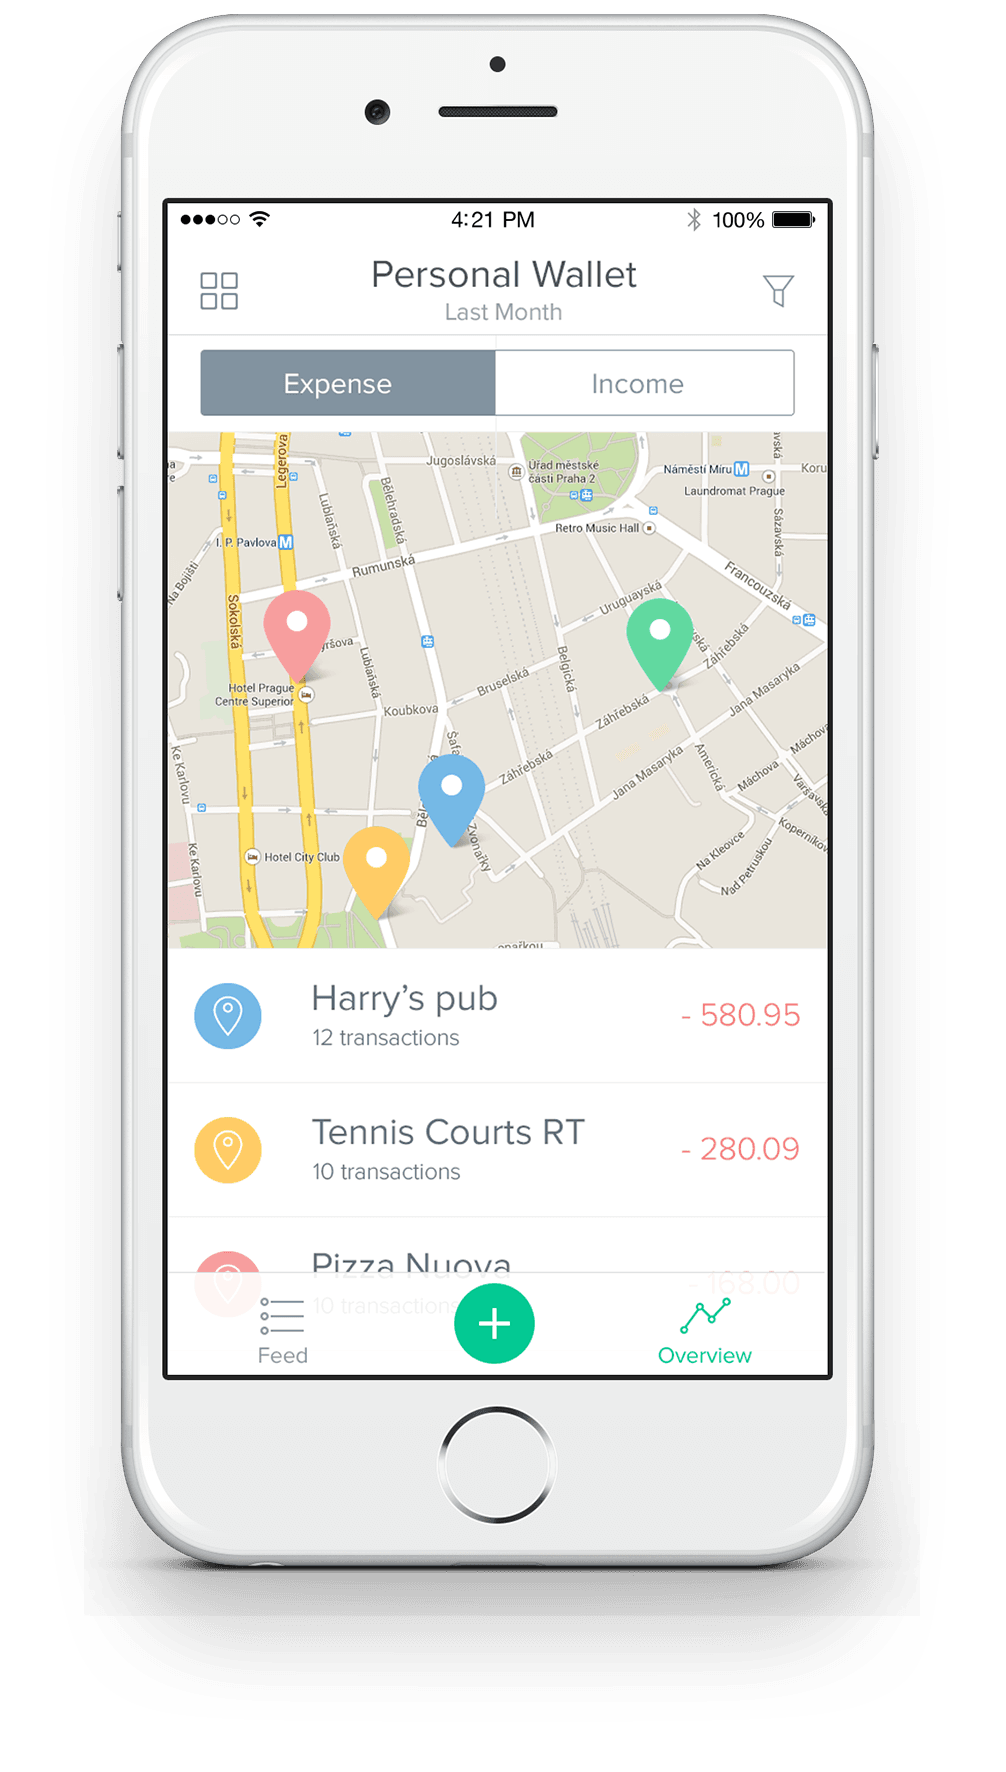 4:21 PM
100%
Personal Wallet
Last Month
Expense
Income
Legerova
Jugoslávská
Úřad městské
části Praha 2
Náměstí Míru M
Koru
Laundromat Prague
Lublaňská
Bělehradská
Retro Music Hall
Sázavská
I. P. Pavlova M
Na Bojišti
Rumunská
Francouzská
Sokolská
Uruguayská
Lublaňská
Belgická
Záhřebská
Hotel Prague
Centre Superior
Bruselská
Koubkova
Záhřebská
Jana Masaryka
Ke Karlovu
Záhřebská
Jana Masaryka
Americká
Máchova
Máchova
Varšavská
Zvonařky
Koperníkov
Ke Karlovu
Hotel City Club
Na Kleovce
Nad Petruskou
Harry's pub
12 transactions
- 580.95
Tennis Courts RT
10 transactions
- 280.09
Pizza Nuova
10 transactions
- 168.00
Feed
Overview